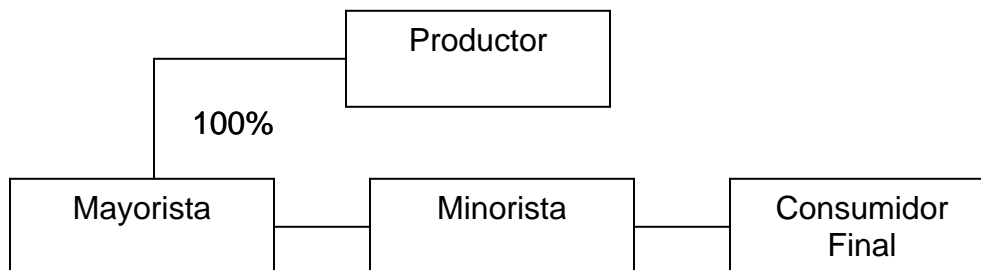 Productor
100%
Mayorista
Minorista
Consumidor
Final